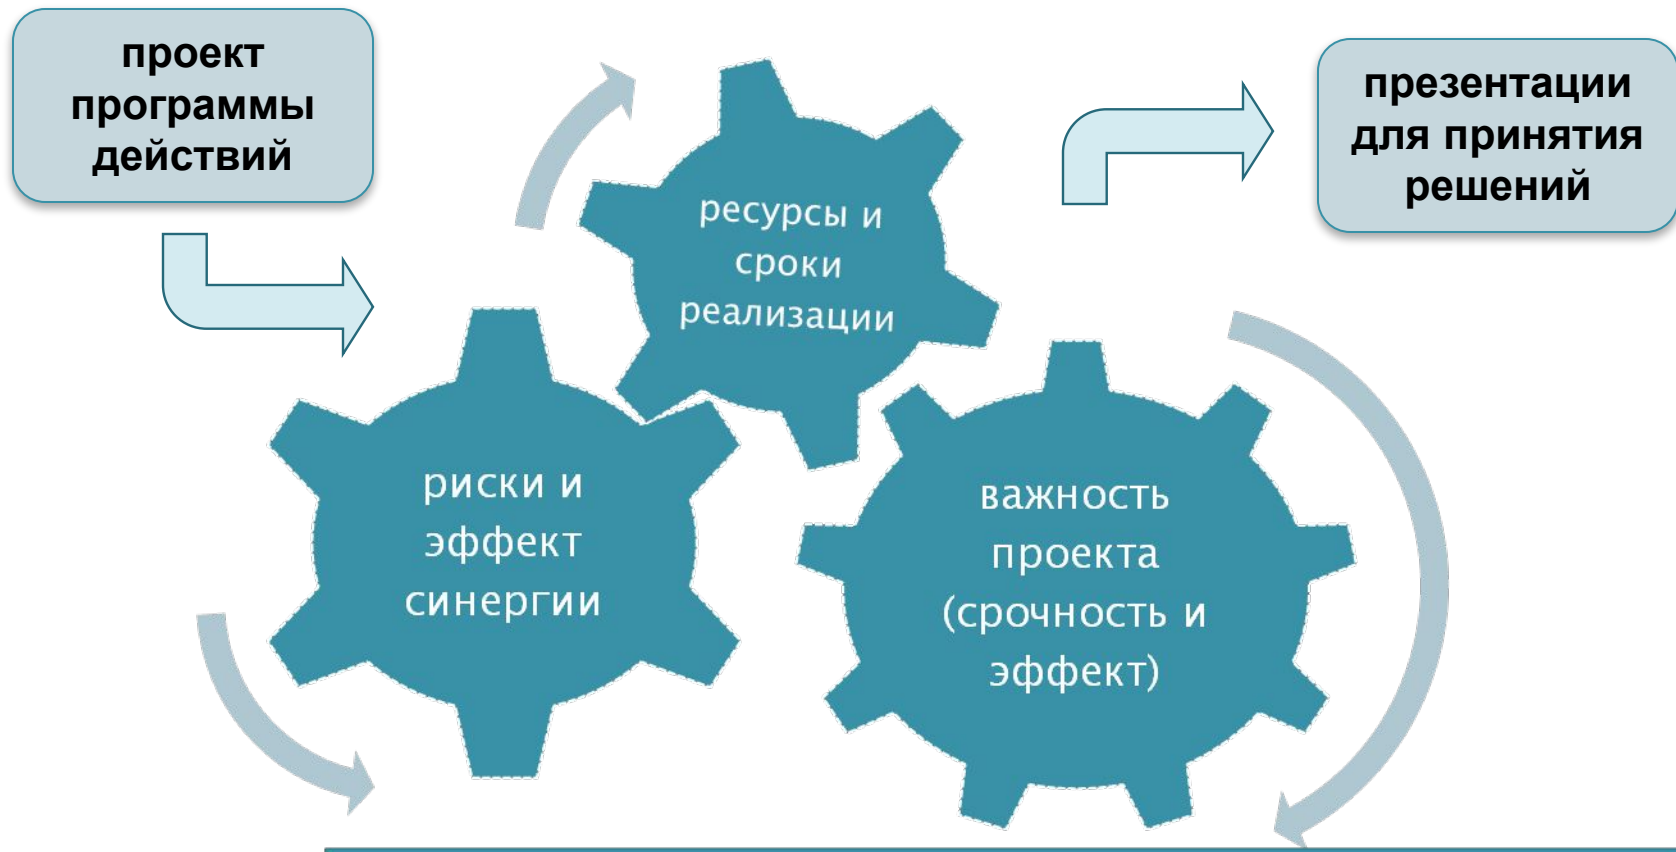 проект
программы
действий
презентации
для принятия
решений
ресурсы и
сроки
реализации
риски и
эффект
синергии
важность
проекта
(срочность и
эффект)